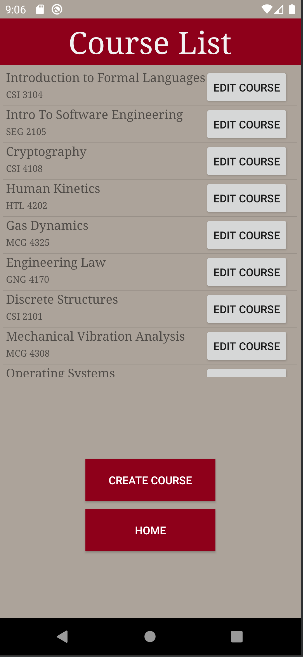 9:06
Course List
Introduction to Formal Languages
CSI 3104
EDIT COURSE
Intro To Software Engineering
SEG 2105
EDIT COURSE
Cryptography
CSI 4108
EDIT COURSE
Human Kinetics
HTL 4202
EDIT COURSE
Gas Dynamics
MCG 4325
EDIT COURSE
Engineering Law
GNG 4170
EDIT COURSE
Discrete Structures
CSI 2101
EDIT COURSE
Mechanical Vibration Analysis
MCG 4308
EDIT COURSE
Operating Systems
CREATE COURSE
HOME